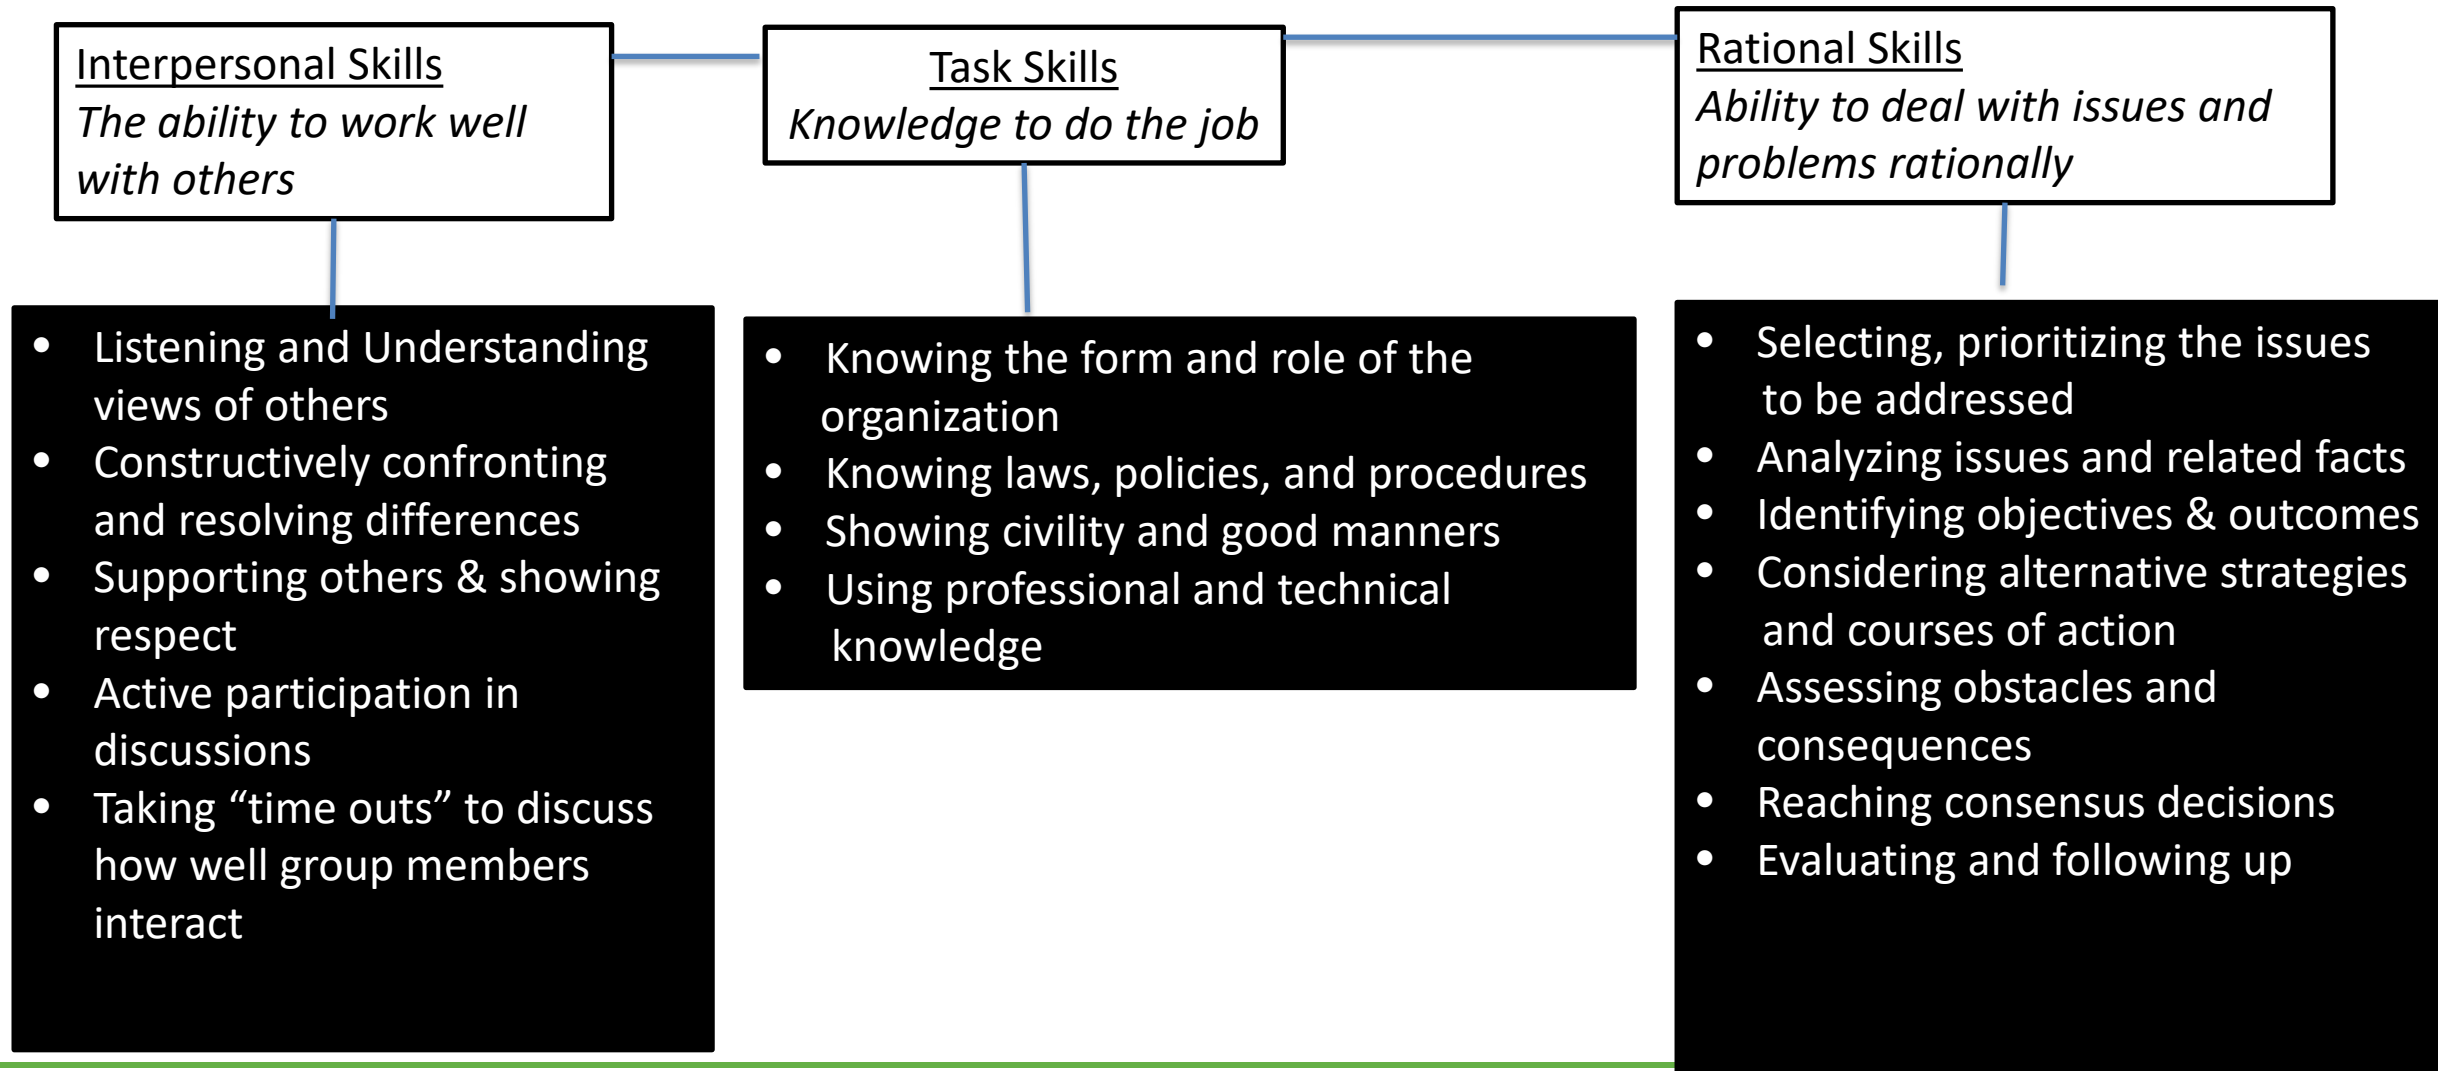 Interpersonal Skills
The ability to work well
with others
Task Skills
Knowledge to do the job
Rational Skills
Ability to deal with issues and
problems rationally
• Listening and Understanding
views of others
• Constructively confronting
and resolving differences
• Supporting others & showing
respect
• Active participation in
discussions
• Taking “time outs” to discuss
how well group members
interact
• Knowing the form and role of the
organization
• Knowing laws, policies, and procedures
• Showing civility and good manners
• Using professional and technical
knowledge
• Selecting, prioritizing the issues
to be addressed
• Analyzing issues and related facts
• Identifying objectives & outcomes
• Considering alternative strategies
and courses of action
• Assessing obstacles and
consequences
• Reaching consensus decisions
• Evaluating and following up